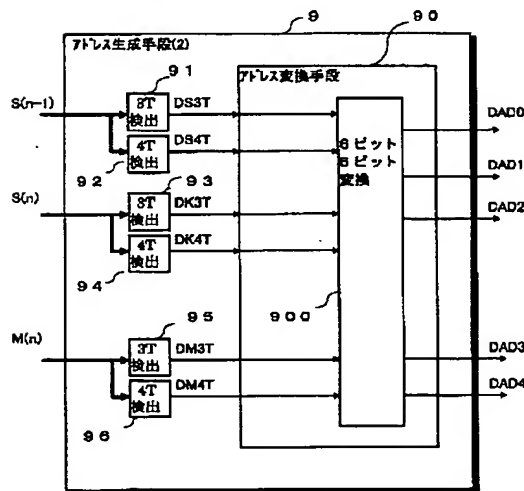 9
90
アドレス生成手段(2)
アドレス変換手段
91
S(n-1)
3T
検出
DS3T
4T
検出
DS4T
92
93
S(n)
3T
検出
DK3T
4T
検出
DK4T
94
95
M(n)
3T
検出
DM3T
4T
検出
DM4T
96
6ビット
5ビット
変換
900
DAD0
DAD1
DAD2
DAD3
DAD4